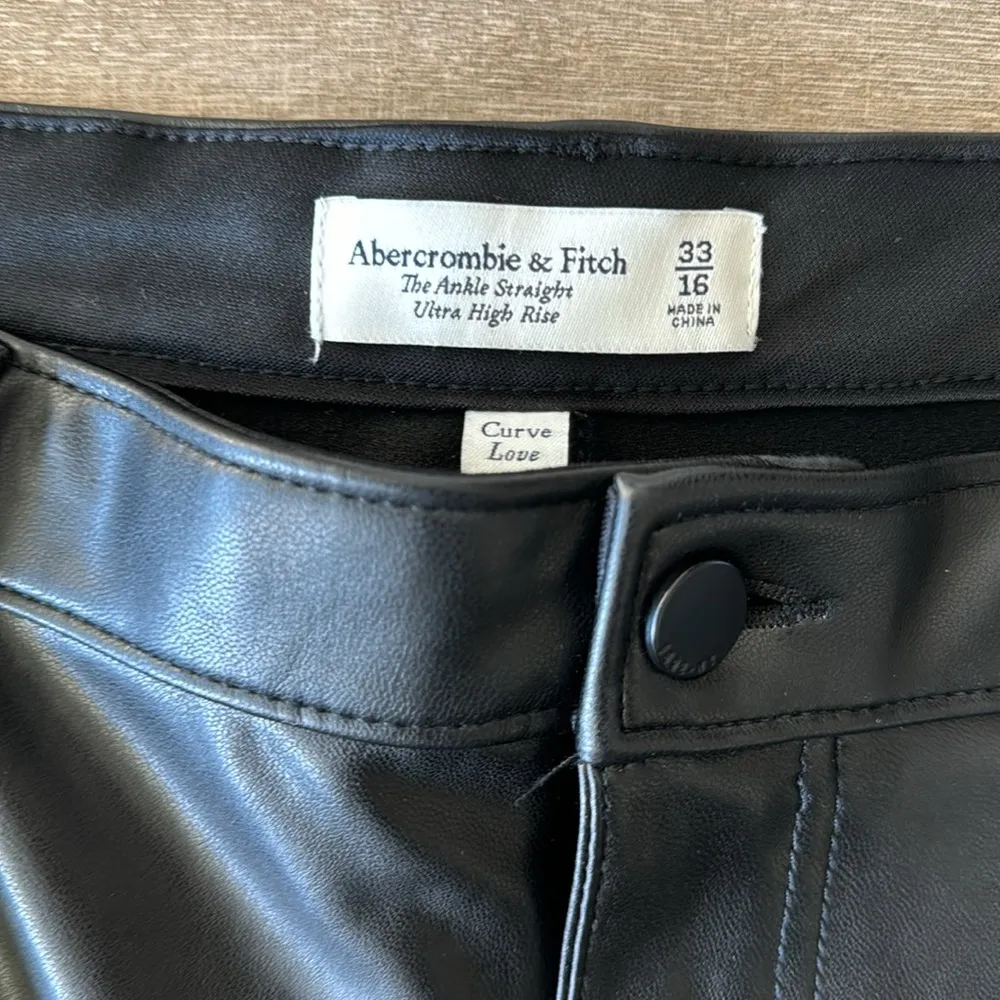 Abercrombie & Fitch
The Ankle Straight
Ultra High Rise
33
16
MADE IN
CHINA
Curve
Love